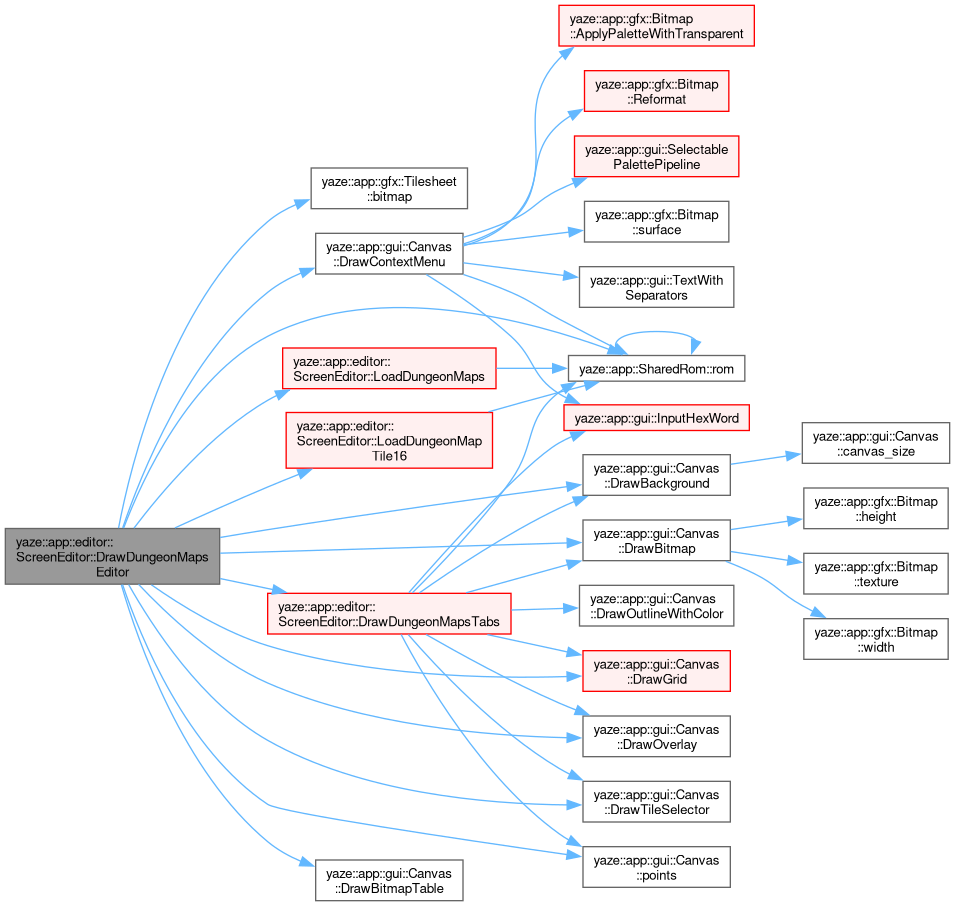 yaze::app::gfx::Bitmap
::ApplyPaletteWithTransparent
yaze::app::gfx::Bitmap
::Reformat
yaze::app::gui::Selectable
PalettePipeline
yaze::app::gfx::Tilesheet
::bitmap
yaze::app::gfx::Bitmap
::surface
yaze::app::gui::Canvas
::DrawContextMenu
yaze::app::gui::TextWith
Separators
yaze::app::editor::
ScreenEditor::LoadDungeonMaps
yaze::app::SharedRom::rom
yaze::app::editor::
ScreenEditor::LoadDungeonMap
Tile16
yaze::app::gui::InputHexWord
yaze::app::gui::Canvas
::canvas_size
yaze::app::gui::Canvas
::DrawBackground
yaze::app::gfx::Bitmap
::height
yaze::app::editor::
ScreenEditor::DrawDungeonMaps
Editor
yaze::app::gui::Canvas
::DrawBitmap
yaze::app::gfx::Bitmap
::texture
yaze::app::editor::
ScreenEditor::DrawDungeonMapsTabs
yaze::app::gui::Canvas
::DrawOutlineWithColor
yaze::app::gfx::Bitmap
::width
yaze::app::gui::Canvas
::DrawGrid
yaze::app::gui::Canvas
::DrawOverlay
yaze::app::gui::Canvas
::DrawTileSelector
yaze::app::gui::Canvas
::points
yaze::app::gui::Canvas
::DrawBitmapTable